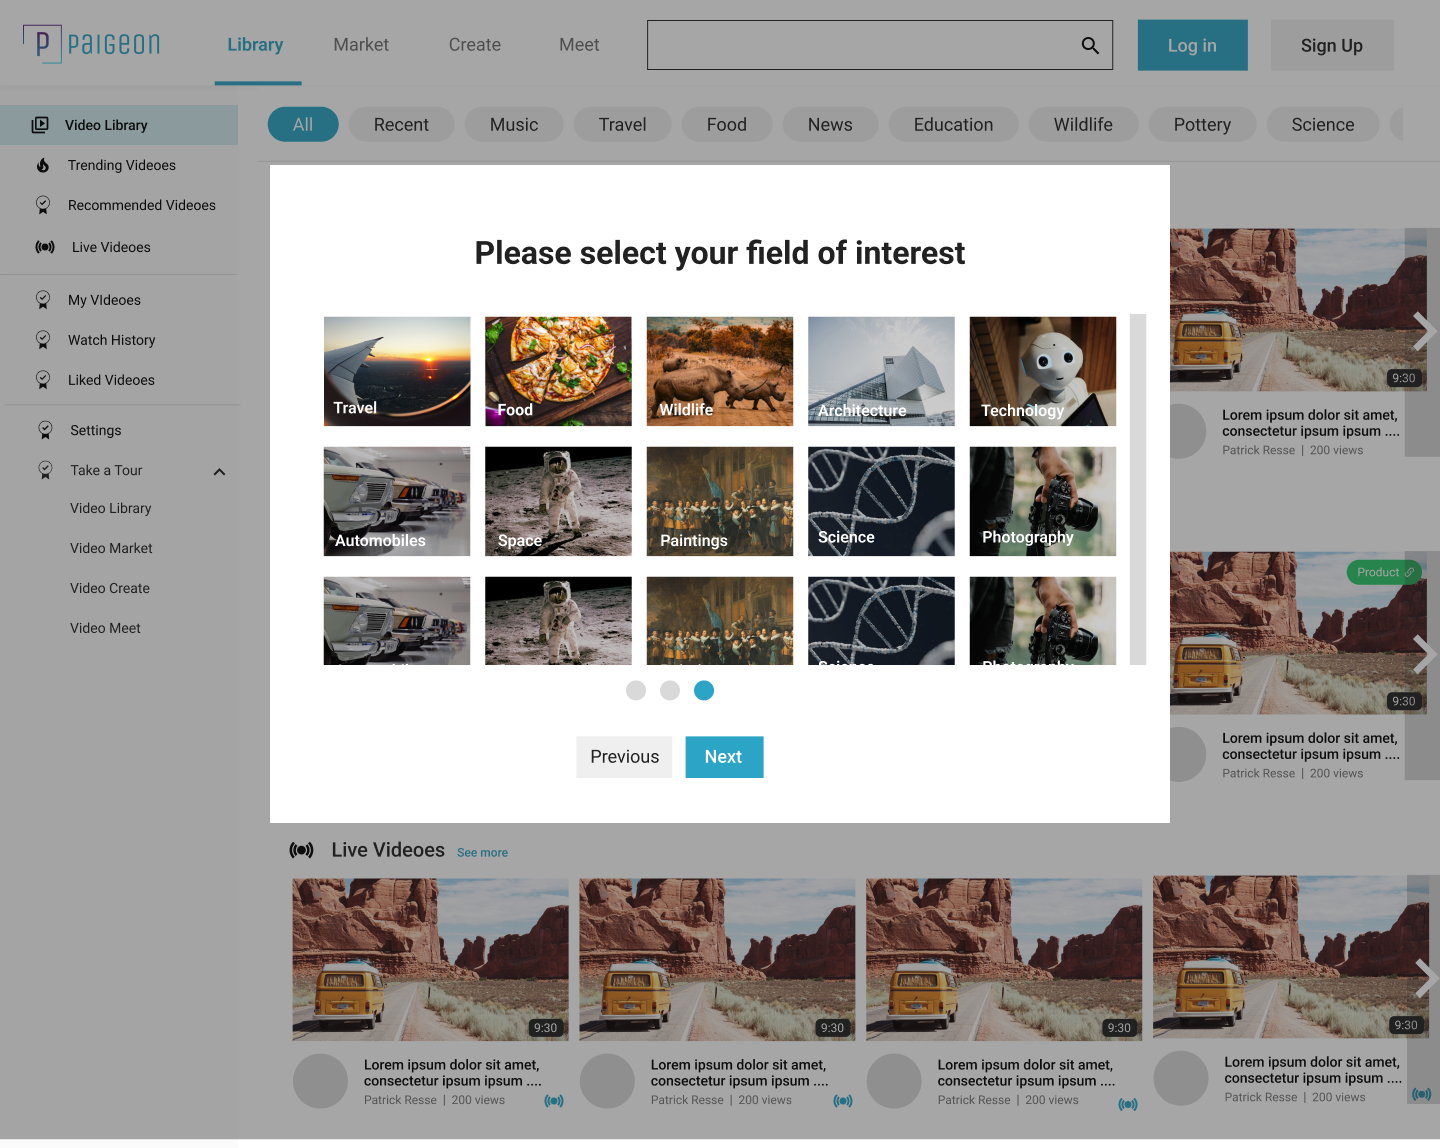 PAIGEON
Library
Market
Create
Meet
Log in
Sign Up
Video Library
Trending Videoes
Recommended Videoes
Live Videoes
My VIdeoes
Watch History
Liked Videoes
Settings
Take a Tour
Video Library
Video Market
Video Create
Video Meet
All
Recent
Music
Travel
Food
News
Education
Wildlife
Pottery
Science
Please select your field of interest
Travel
Food
Wildlife
Architecture
Technology
Automobiles
Space
Paintings
Science
Photography
Science
Photography
Previous
Next
9:30
Lorem ipsum dolor sit amet,
consectetur ipsum ipsum ....
Patrick Resse | 200 views
Product
9:30
Lorem ipsum dolor sit amet,
consectetur ipsum ipsum ....
Patrick Resse | 200 views
Live Videoes
See more
9:30
Lorem ipsum dolor sit amet,
consectetur ipsum ipsum ....
Patrick Resse | 200 views
9:30
Lorem ipsum dolor sit amet,
consectetur ipsum ipsum ....
Patrick Resse | 200 views
9:30
Lorem ipsum dolor sit amet,
consectetur ipsum ipsum ....
Patrick Resse | 200 views
9:30
Lorem ipsum dolor sit amet,
consectetur ipsum ipsum ....
Patrick Resse | 200 views